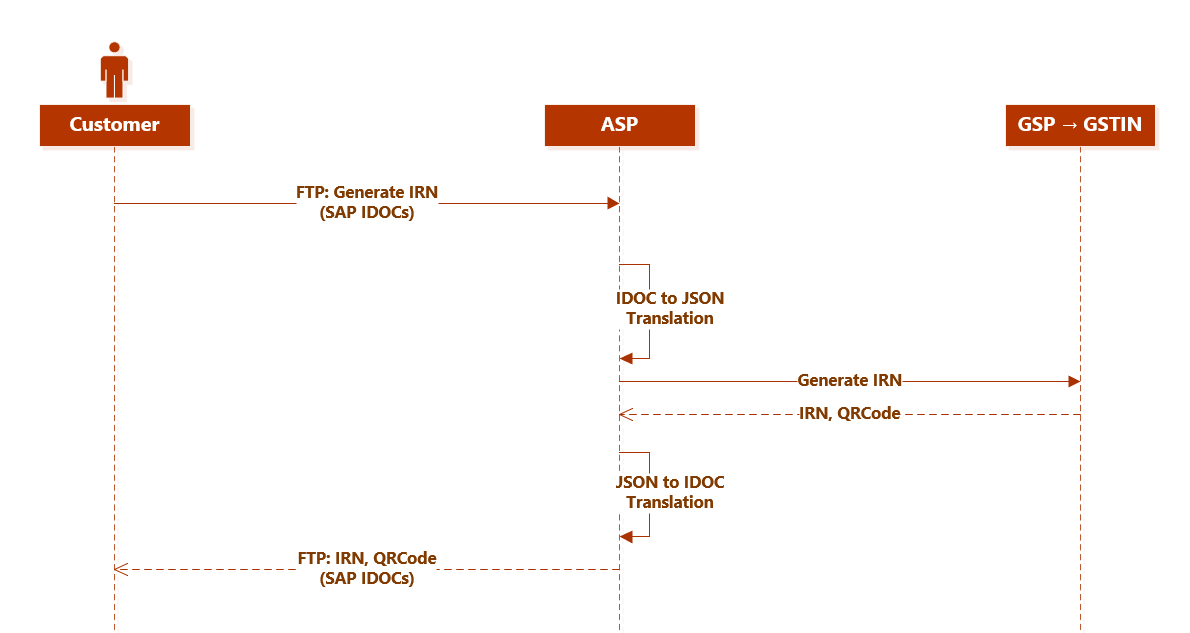 Customer
ASP
GSP → GSTIN
FTP: Generate IRN
(SAP IDOCs)
IDOC to JSON
Translation
Generate IRN
IRN, QRCode
JSON to IDOC
Translation
FTP: IRN, QRCode
(SAP IDOCs)